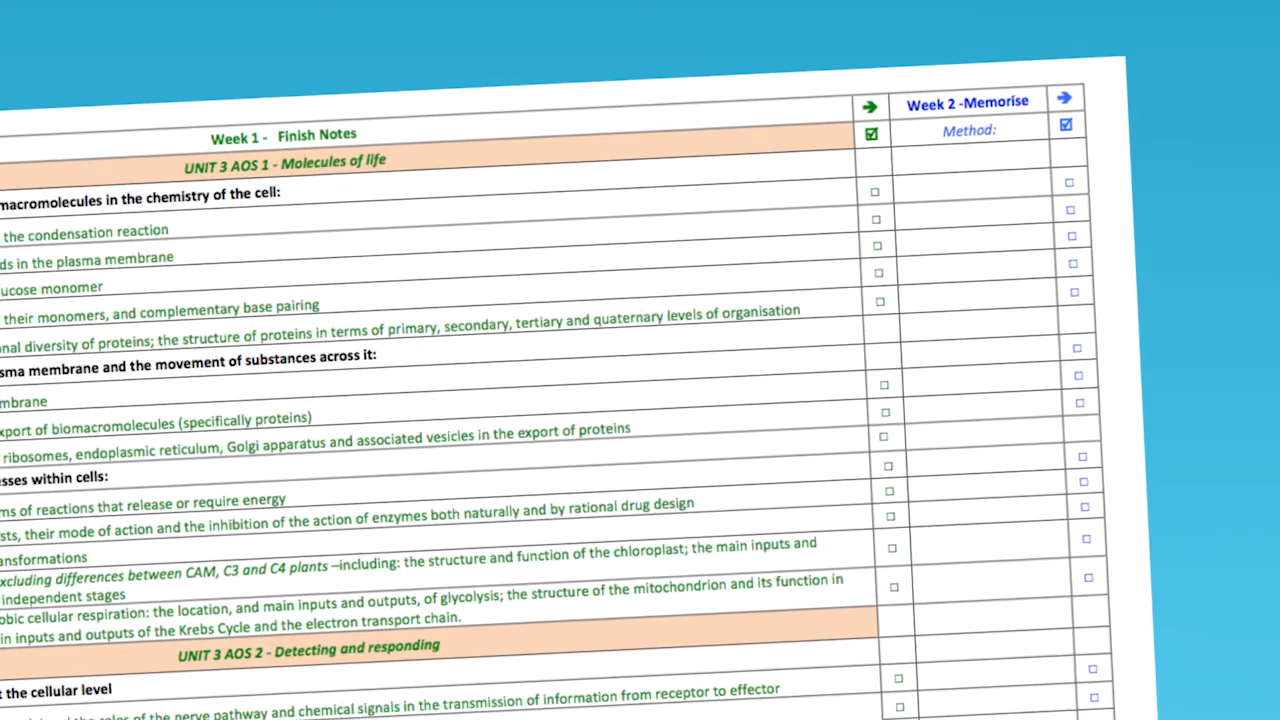 Week 1 - Finish Notes
Week 2 -Memorise
UNIT 3 AOS 1 - Molecules of life
Method:
macromolecules in the chemistry of the cell:
the condensation reaction
ds in the plasma membrane
ucose monomer
their monomers, and complementary base pairing
nal diversity of proteins; the structure of proteins in terms of primary, secondary, tertiary and quaternary levels of organisation
sma membrane and the movement of substances across it:
mbrane
xport of biomacromolecules (specifically proteins)
ribosomes, endoplasmic reticulum, Golgi apparatus and associated vesicles in the export of proteins
esses within cells:
ms of reactions that release or require energy
sts, their mode of action and the inhibition of the action of enzymes both naturally and by rational drug design
ansformations
xcluding differences between CAM, C3 and C4 plants –including: the structure and function of the chloroplast; the main inputs and
independent stages
obic cellular respiration: the location, and main inputs and outputs, of glycolysis; the structure of the mitochondrion and its function in
in inputs and outputs of the Krebs Cycle and the electron transport chain.
UNIT 3 AOS 2 - Detecting and responding
t the cellular level
the roles of the nerve pathway and chemical signals in the transmission of information from receptor to effector